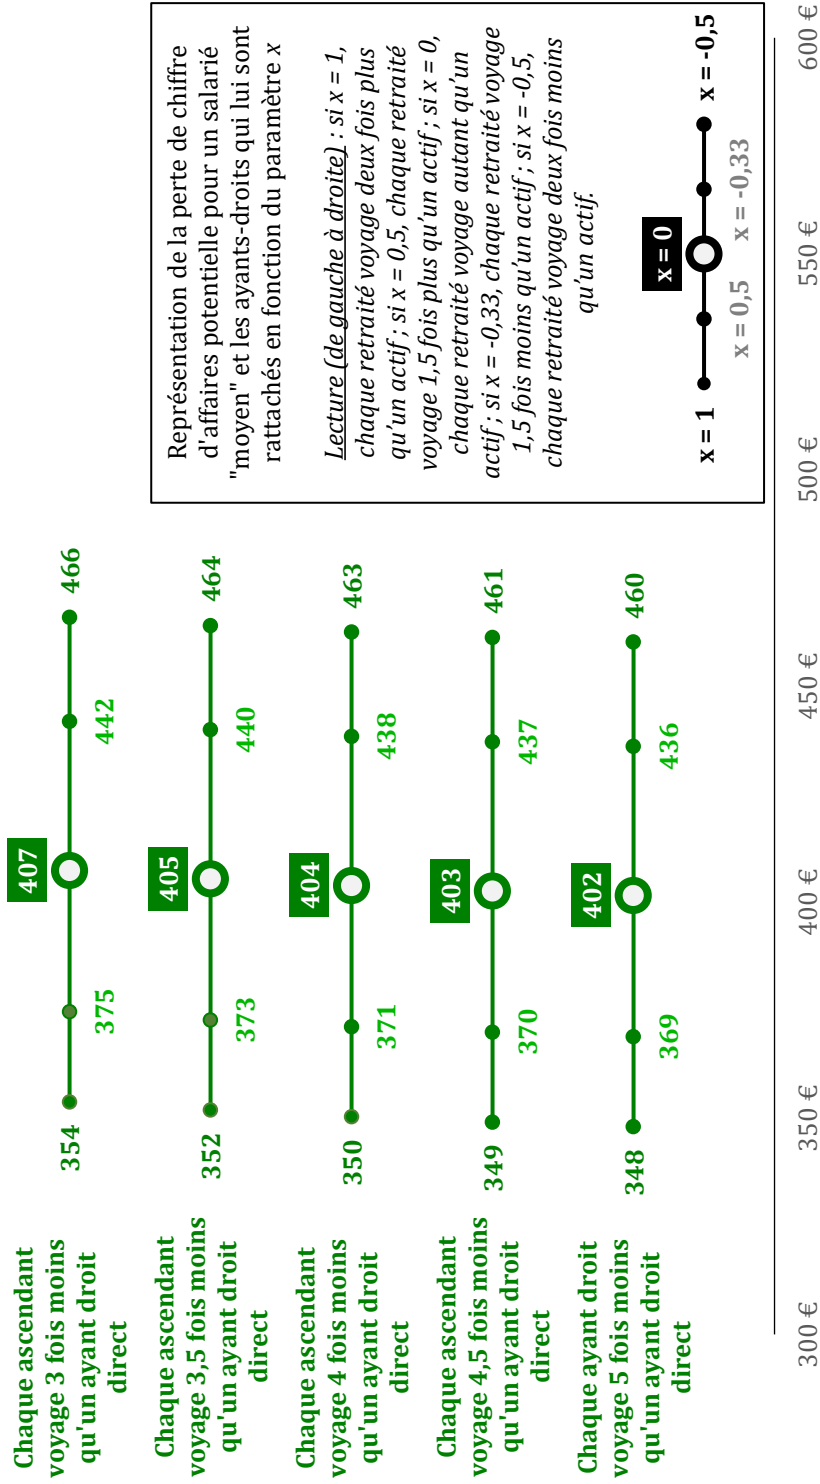 Chaque ascendant
voyage 3 fois moins
qu'un ayant droit
direct
354
375
407
442
466
Chaque ascendant
voyage 3,5 fois moins
qu'un ayant droit
direct
352
373
405
440
464
Chaque ascendant
voyage 4 fois moins
qu'un ayant droit
direct
350
371
404
438
463
Chaque ascendant
voyage 4,5 fois moins
qu'un ayant droit
direct
349
370
403
437
461
Chaque ayant droit
voyage 5 fois moins
qu'un ayant droit
direct
348
369
402
436
460
Représentation de la perte de chiffre
d'affaires potentielle pour un salarié
"moyen" et les ayants-droits qui lui sont
rattachés en fonction du paramètre x
Lecture (de gauche à droite) : si x = 1,
chaque retraité voyage deux fois plus
qu'un actif ; si x = 0,5, chaque retraité
voyage 1,5 fois plus qu'un actif ; si x = 0,
chaque retraité voyage autant qu'un
actif ; si x = -0,33, chaque retraité voyage
1,5 fois moins qu'un actif ; si x = -0,5,
chaque retraité voyage deux fois moins
qu'un actif.
x = 1
x = 0,5
x = 0
x = -0,33
x = -0,5
300 €
350 €
400 €
450 €
500 €
550 €
600 €